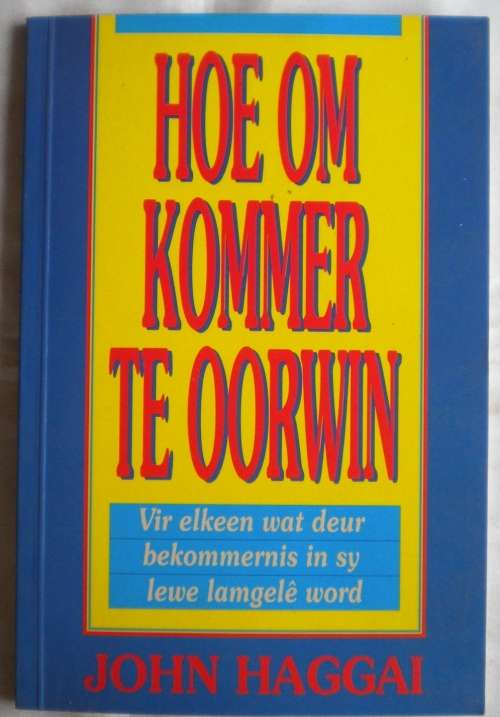 HOE OM
KOMMER
TE OORWIN
Vir elkeen wat deur
bekommernis in sy
lewe lamgelê word
JOHN HAGGAI